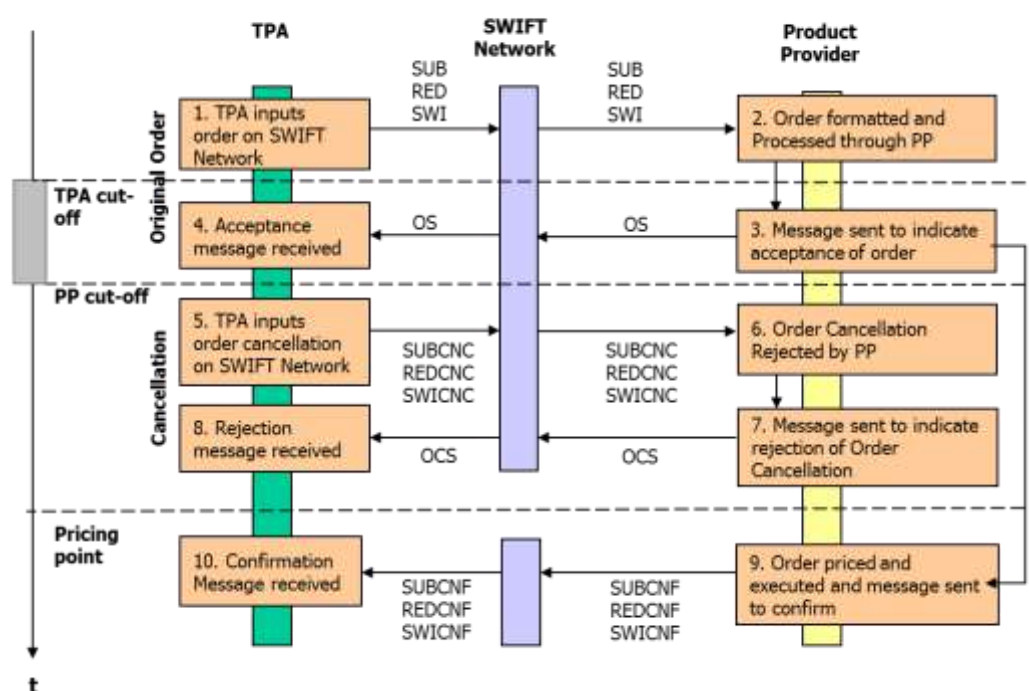 TPA
SWIFT
Network
Product
Provider
SUB
RED
SWI
SUB
RED
SWI
Original Order
1. TPA inputs
order on SWIFT
Network
2. Order formatted and
Processed through PP
TPA cut-
off
4. Acceptance
message received
OS
OS
3. Message sent to indicate
acceptance of order
PP cut-off
Cancellation
5. TPA inputs
order cancellation
on SWIFT Network
SUBCNC
REDCNC
SWICNC
SUBCNC
REDCNC
SWICNC
6. Order Cancellation
Rejected by PP
8. Rejection
message received
OCS
OCS
7. Message sent to indicate
rejection of Order
Cancellation
Pricing
point
10. Confirmation
Message received
SUBCNF
REDCNF
SWICNF
SUBCNF
REDCNF
SWICNF
9. Order priced and
executed and message sent
to confirm
t